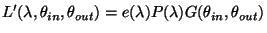 L′(λ, θ_in, θ_out) = e(λ)P(λ)G(θ_in, θ_out)